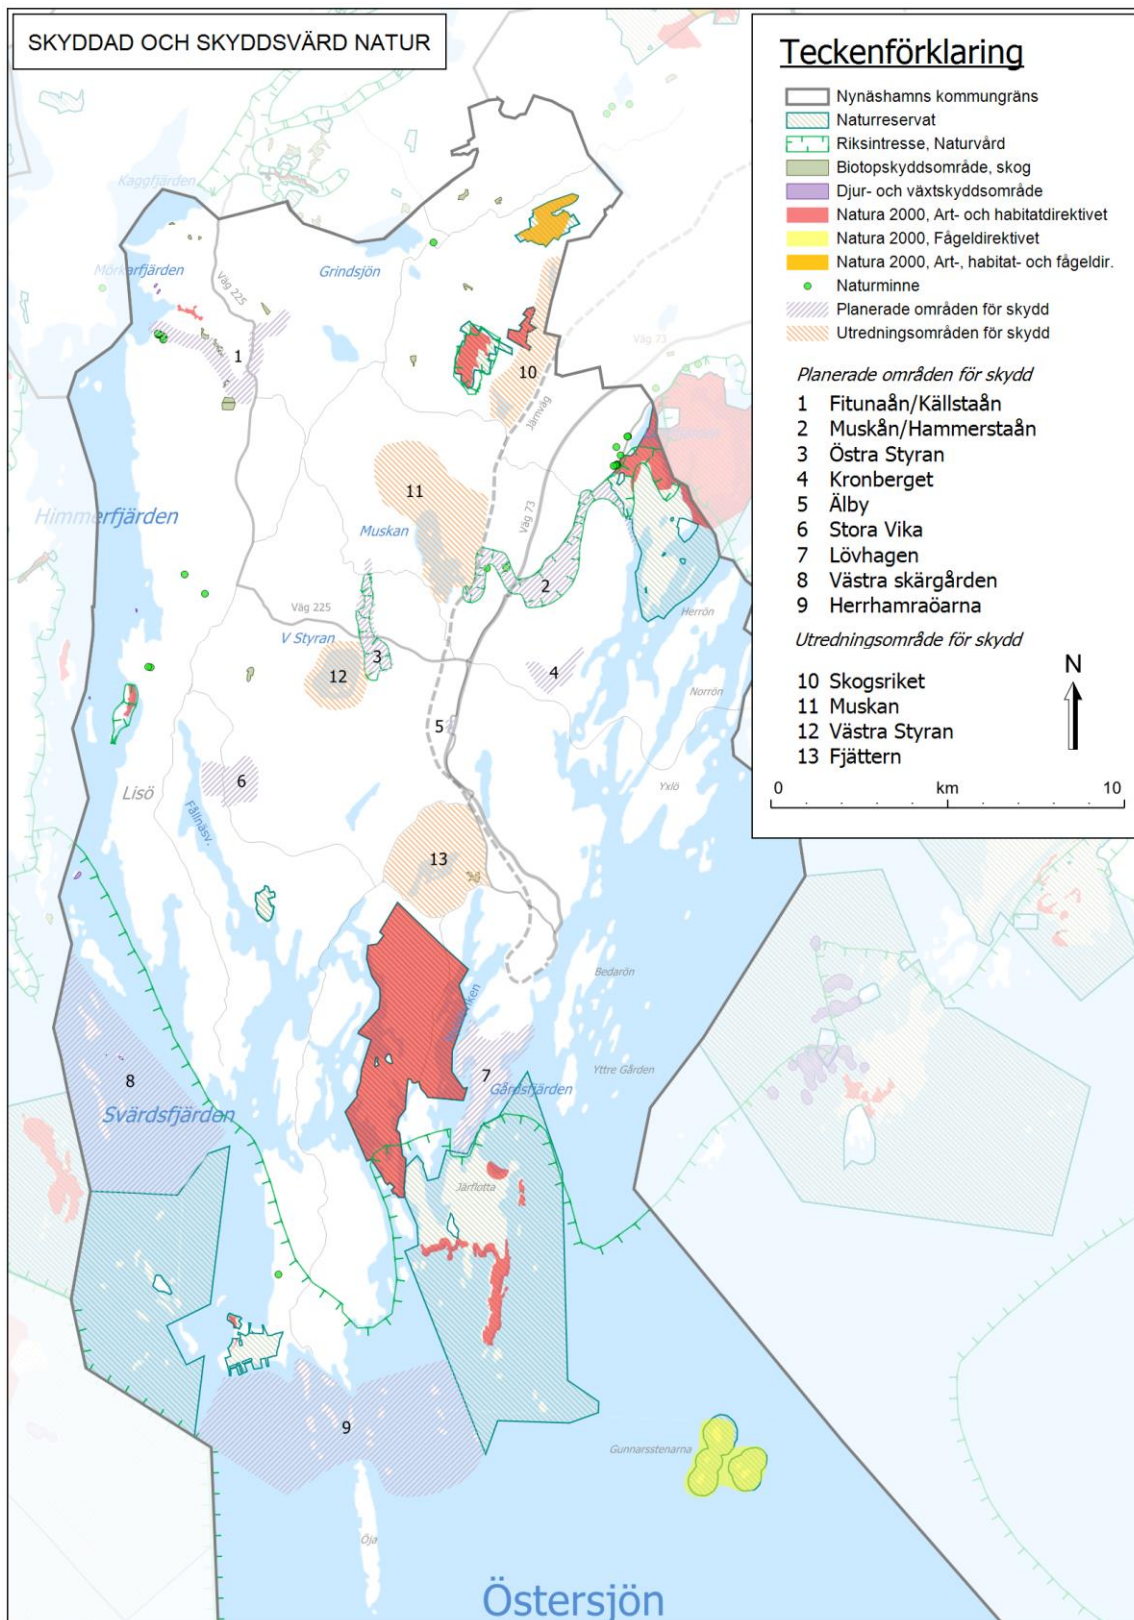 SKYDDAD OCH SKYDDSVÄRD NATUR
Teckenförklaring
Nynäshamns kommungräns
Naturreservat
Riksintresse, Naturvård
Biotopskyddsområde, skog
Djur- och växtskyddsområde
Natura 2000, Art- och habitatdirektivet
Natura 2000, Fågeldirektivet
Natura 2000, Art-, habitat- och fågeldir.
Naturminne
Planerade områden för skydd
Utredningsområden för skydd
Planerade områden för skydd
1 Fitunaån/Källstaån
2 Muskån/Hammerstaån
3 Östra Styran
4 Kronberget
5 Älby
6 Stora Vika
7 Lövhagen
8 Västra skärgården
9 Herrhamraöarna
Utredningsområde för skydd
10 Skogsriket
11 Muskan
12 Västra Styran
13 Fjättern
N
0 km 10
Kaggfjärden
Mörkarfjärden
Grindsjön
Väg 225
1
10
Järnväg
Väg 73
11
Himmerfjärden
Muskan
Väg 73
2
Herrön
Väg 225
V Styran
3
12
4
Norrön
5
6
Yxlö
Lisö
Fållnäsv.
13
Bedarön
7
Yttre Gården
8
Gårdsfjärden
Svärdsfjärden
Järflotta
9
Gunnarsstenarna
Öja
Östersjön